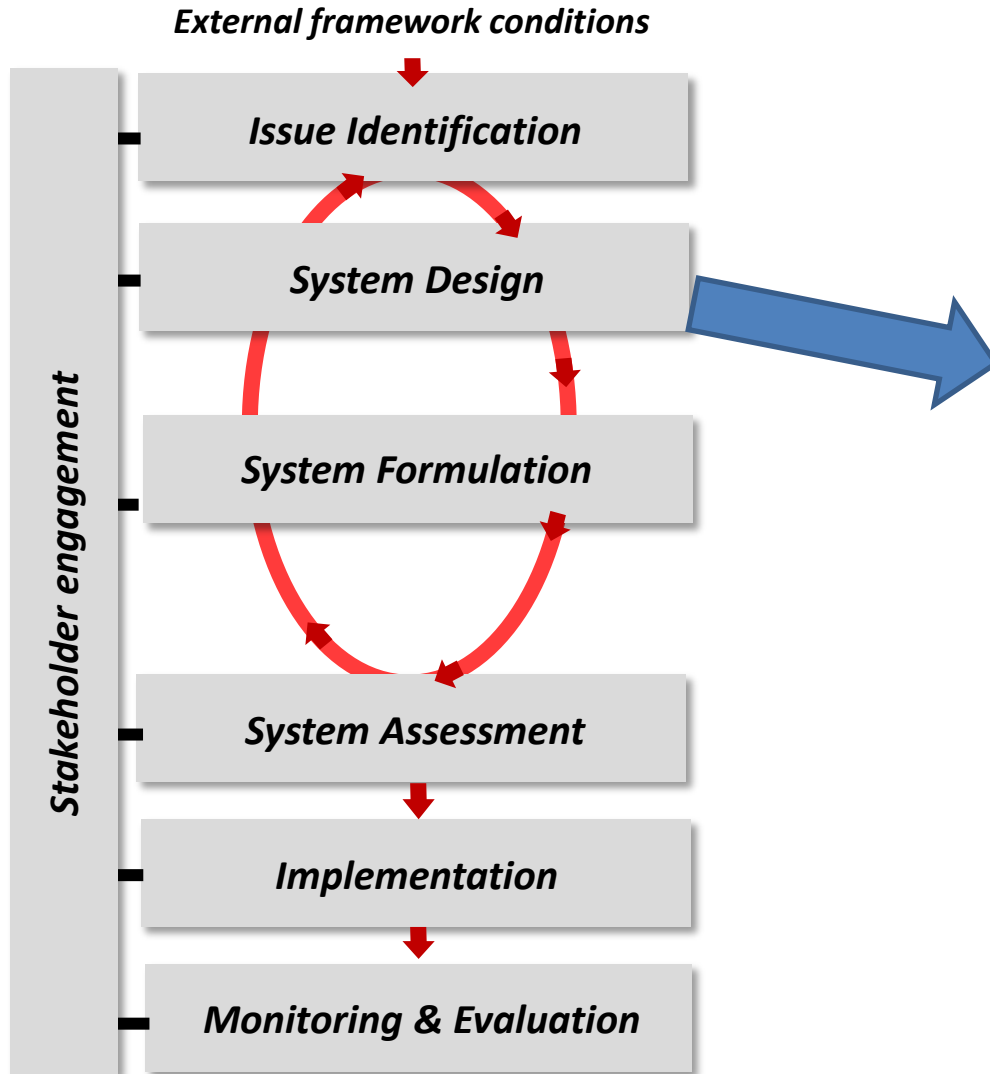 External framework conditions
Issue Identification
System Design
System Formulation
Stakeholder engagement
System Assessment
Implementation
Monitoring & Evaluation